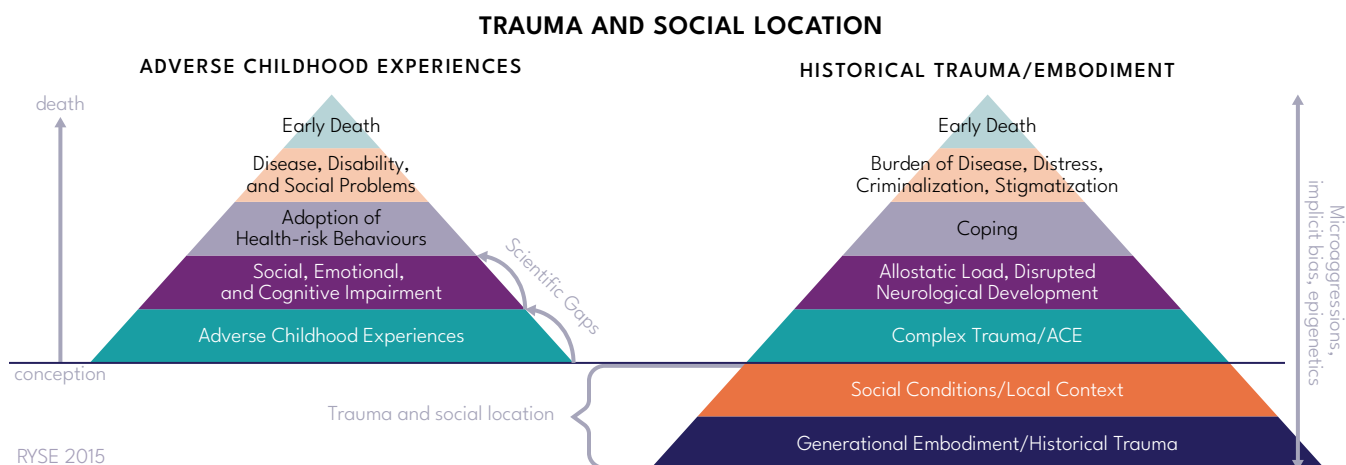 TRAUMA AND SOCIAL LOCATION
ADVERSE CHILDHOOD EXPERIENCES
death
Early Death
Disease, Disability,
and Social Problems
Adoption of
Health-risk Behaviours
Social, Emotional,
and Cognitive Impairment
Adverse Childhood Experiences
Scientific Gaps
conception
Trauma and social location
RYSE 2015
HISTORICAL TRAUMA/EMBODIMENT
Early Death
Burden of Disease, Distress,
Criminalization, Stigmatization
Coping
Allostatic Load, Disrupted
Neurological Development
Complex Trauma/ACE
Social Conditions/Local Context
Generational Embodiment/Historical Trauma
Microaggressions,
implicit bias, epigenetics